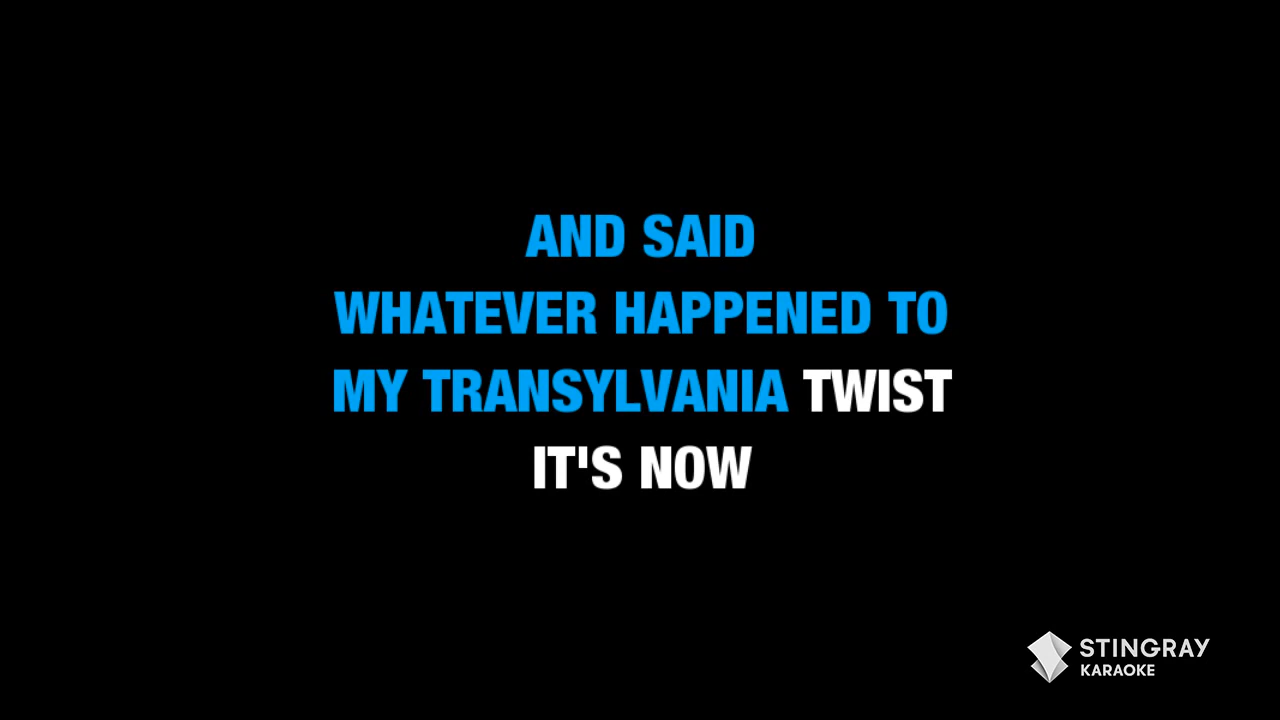 AND SAID
WHATEVER HAPPENED TO
MY TRANSYLVANIA TWIST
IT'S NOW
STINGRAY
KARAOKE